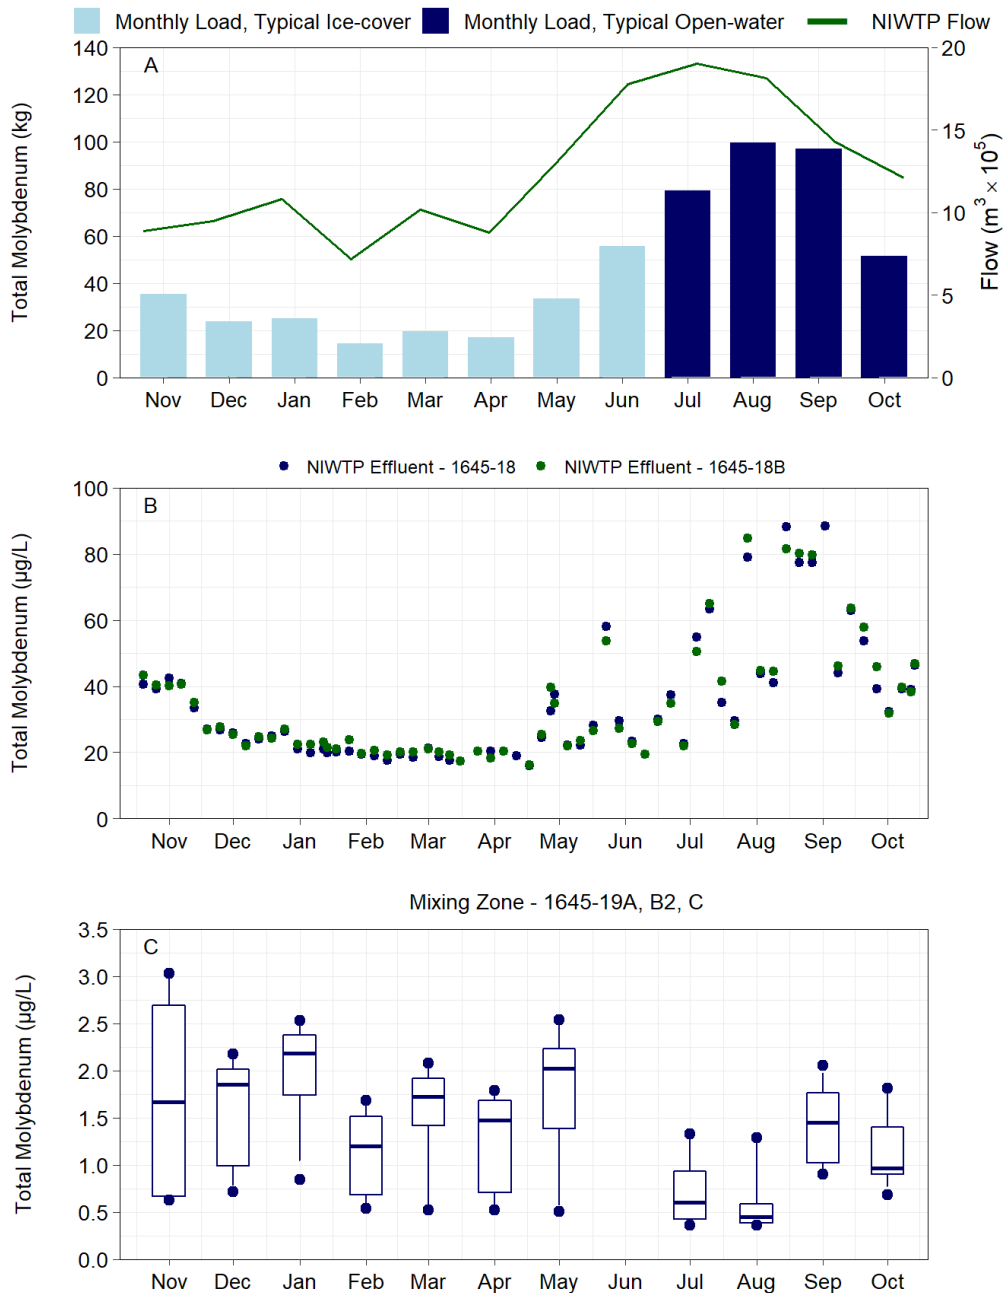 Monthly Load, Typical Ice-cover Monthly Load, Typical Open-water NIWTP Flow
A
Total Molybdenum (kg)
140
120
100
80
60
40
20
0
Flow (m³ × 10⁵)
20
15
10
5
0
Nov Dec Jan Feb Mar Apr May Jun Jul Aug Sep Oct
NIWTP Effluent - 1645-18 NIWTP Effluent - 1645-18B
B
Total Molybdenum (µg/L)
100
80
60
40
20
0
Nov Dec Jan Feb Mar Apr May Jun Jul Aug Sep Oct
Mixing Zone - 1645-19A, B2, C
C
Total Molybdenum (µg/L)
3.5
3.0
2.5
2.0
1.5
1.0
0.5
0.0
Nov Dec Jan Feb Mar Apr May Jun Jul Aug Sep Oct